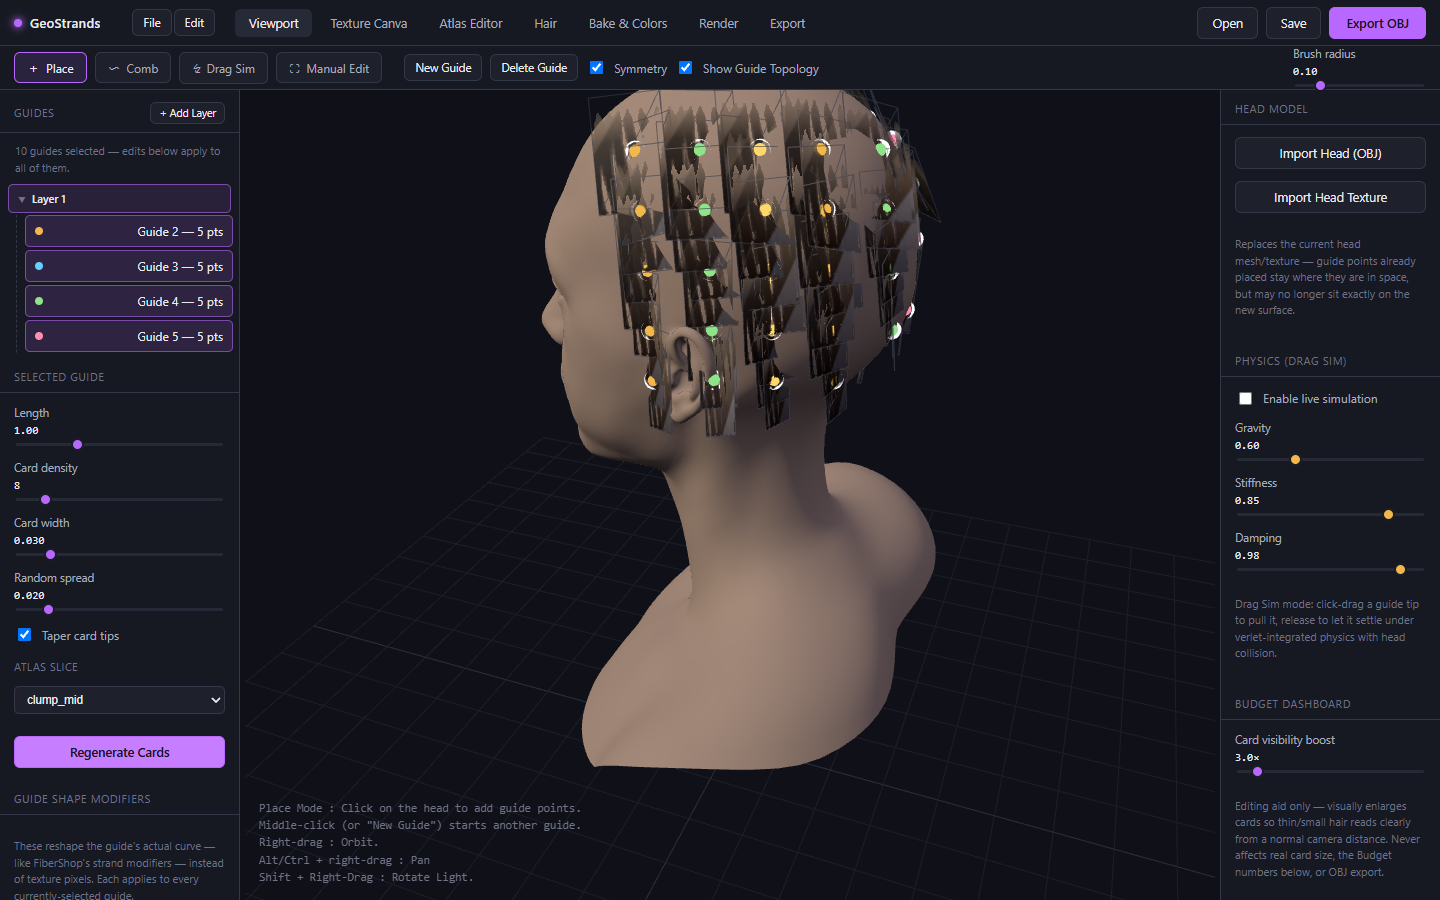 GeoStrands
File
Edit
Viewport
Texture Canva
Atlas Editor
Hair
Bake & Colors
Render
Export
Open
Save
Export OBJ
Place
Comb
Drag Sim
Manual Edit
New Guide
Delete Guide
Symmetry
Show Guide Topology
Brush radius
0.10
GUIDES
+ Add Layer
10 guides selected — edits below apply to
all of them.
Layer 1
Guide 2 — 5 pts
Guide 3 — 5 pts
Guide 4 — 5 pts
Guide 5 — 5 pts
SELECTED GUIDE
Length
1.00
Card density
8
Card width
0.030
Random spread
0.020
Taper card tips
ATLAS SLICE
clump_mid
Regenerate Cards
GUIDE SHAPE MODIFIERS
These reshape the guide's actual curve —
like FiberShop's strand modifiers — instead
of texture pixels. Each applies to every
currently-selected guide.
Place Mode : Click on the head to add guide points.
Middle-click (or "New Guide") starts another guide.
Right-drag : Orbit.
Alt/Ctrl + right-drag : Pan
Shift + Right-Drag : Rotate Light.
HEAD MODEL
Import Head (OBJ)
Import Head Texture
Replaces the current head
mesh/texture — guide points already
placed stay where they are in space,
but may no longer sit exactly on the
new surface.
PHYSICS (DRAG SIM)
Enable live simulation
Gravity
0.60
Stiffness
0.85
Damping
0.98
Drag Sim mode: click-drag a guide tip
to pull it, release to let it settle under
verlet-integrated physics with head
collision.
BUDGET DASHBOARD
Card visibility boost
3.0×
Editing aid only — visually enlarges
cards so thin/small hair reads clearly
from a normal camera distance. Never
affects real card size, the Budget
numbers below, or OBJ export.